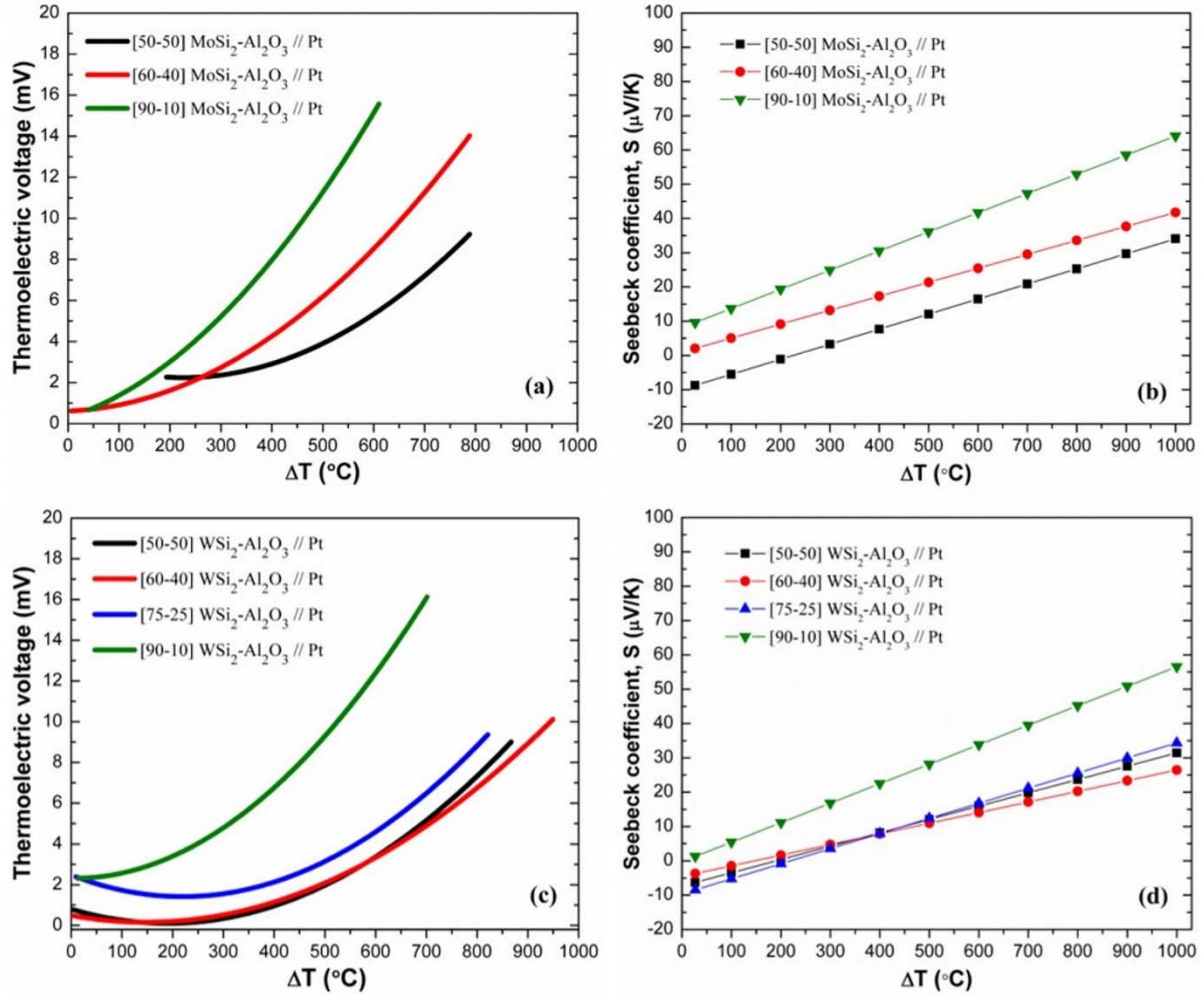 20
18
16
14
12
10
8
6
4
2
0
Thermoelectric voltage (mV)
[50-50] MoSi₂-Al₂O₃ // Pt
[60-40] MoSi₂-Al₂O₃ // Pt
[90-10] MoSi₂-Al₂O₃ // Pt
(a)
0 100 200 300 400 500 600 700 800 900 1000
ΔT (°C)
100
90
80
70
60
50
40
30
20
10
0
-10
-20
Seebeck coefficient, S (µV/K)
[50-50] MoSi₂-Al₂O₃ // Pt
[60-40] MoSi₂-Al₂O₃ // Pt
[90-10] MoSi₂-Al₂O₃ // Pt
(b)
0 100 200 300 400 500 600 700 800 900 1000
ΔT (°C)
20
18
16
14
12
10
8
6
4
2
0
Thermoelectric voltage (mV)
[50-50] WSi₂-Al₂O₃ // Pt
[60-40] WSi₂-Al₂O₃ // Pt
[75-25] WSi₂-Al₂O₃ // Pt
[90-10] WSi₂-Al₂O₃ // Pt
(c)
0 100 200 300 400 500 600 700 800 900 1000
ΔT (°C)
100
90
80
70
60
50
40
30
20
10
0
-10
-20
Seebeck coefficient, S (µV/K)
[50-50] WSi₂-Al₂O₃ // Pt
[60-40] WSi₂-Al₂O₃ // Pt
[75-25] WSi₂-Al₂O₃ // Pt
[90-10] WSi₂-Al₂O₃ // Pt
(d)
0 100 200 300 400 500 600 700 800 900 1000
ΔT (°C)